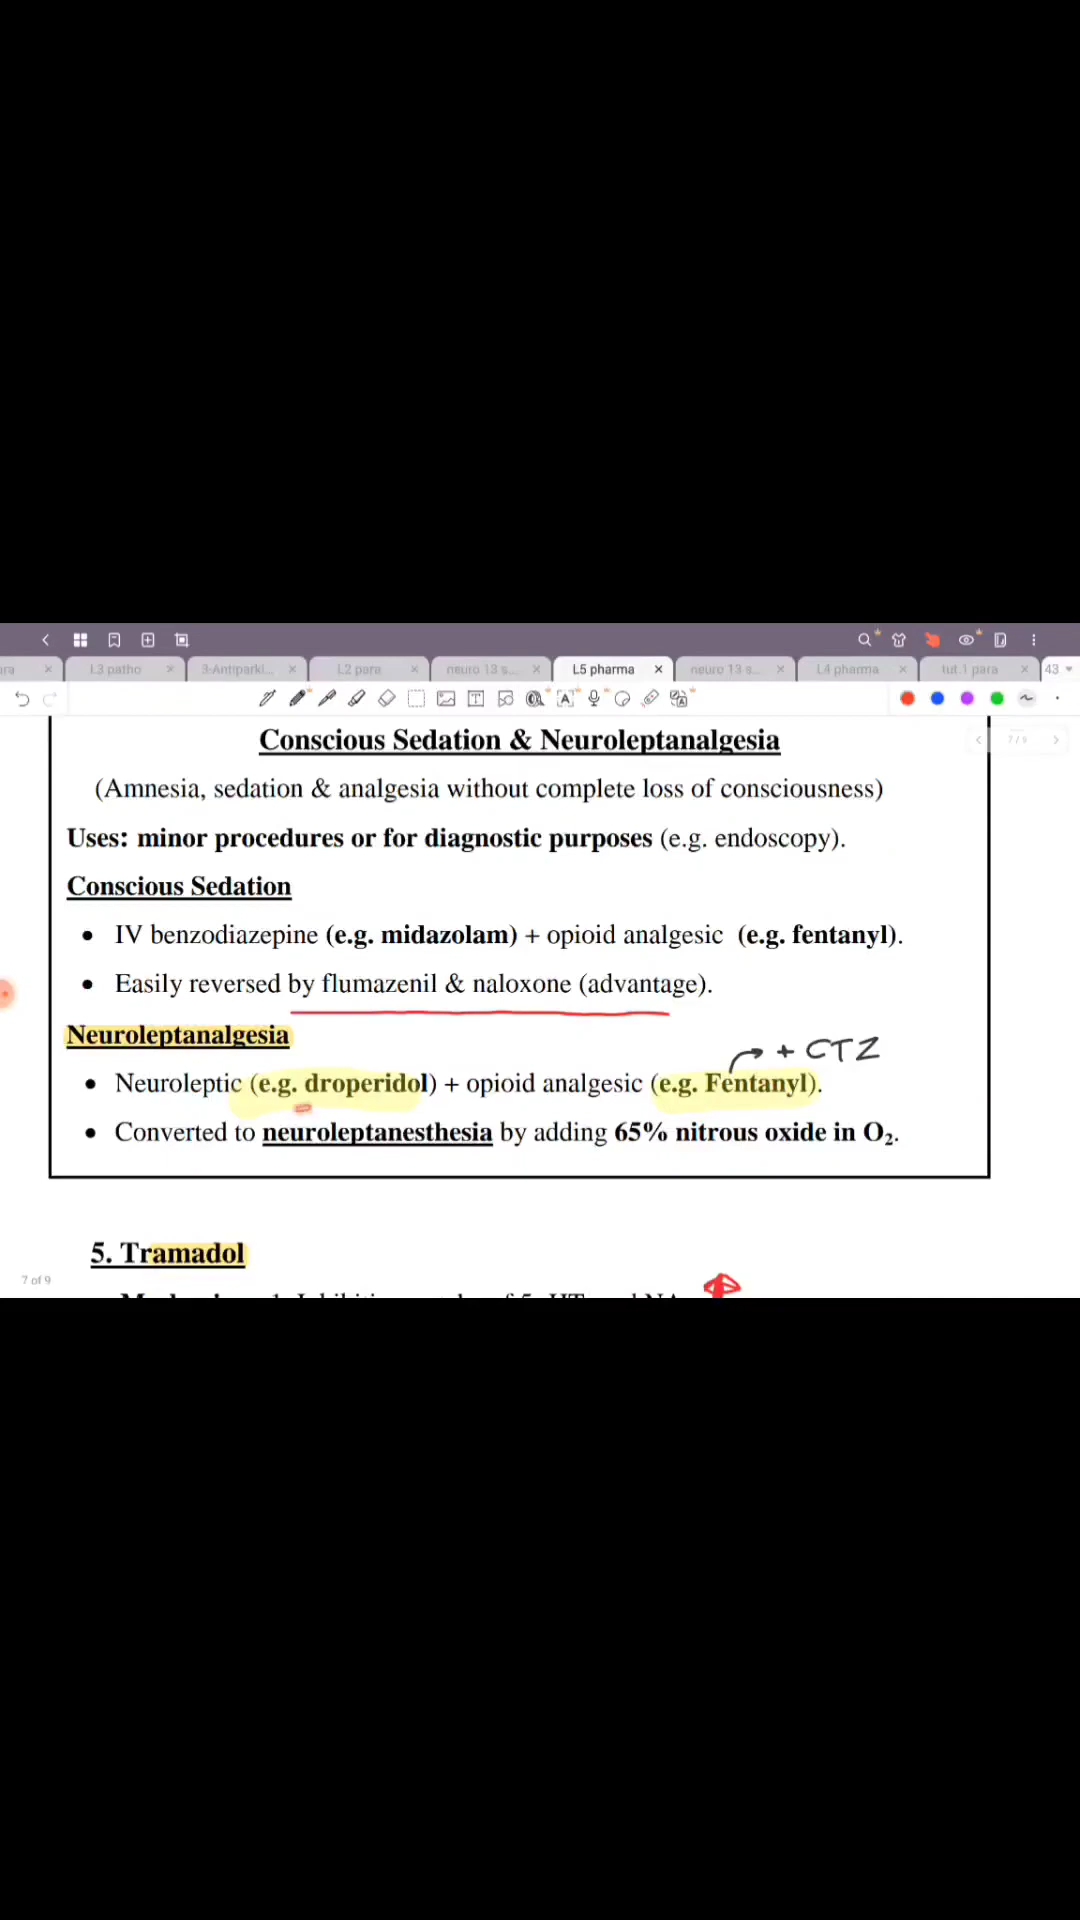 ara × L3 patho × 3-Antiparki... × L2 para × neuro 13 s... × L5 pharma × neuro 13 s... × L4 pharma × tut.1 para × 43
Conscious Sedation & Neuroleptanalgesia
7 / 9
(Amnesia, sedation & analgesia without complete loss of consciousness)
Uses: minor procedures or for diagnostic purposes (e.g. endoscopy).
Conscious Sedation
• IV benzodiazepine (e.g. midazolam) + opioid analgesic (e.g. fentanyl).
• Easily reversed by flumazenil & naloxone (advantage).
Neuroleptanalgesia
+ CTZ
• Neuroleptic (e.g. droperidol) + opioid analgesic (e.g. Fentanyl).
• Converted to neuroleptanesthesia by adding 65% nitrous oxide in O₂.
5. Tramadol
7 of 9